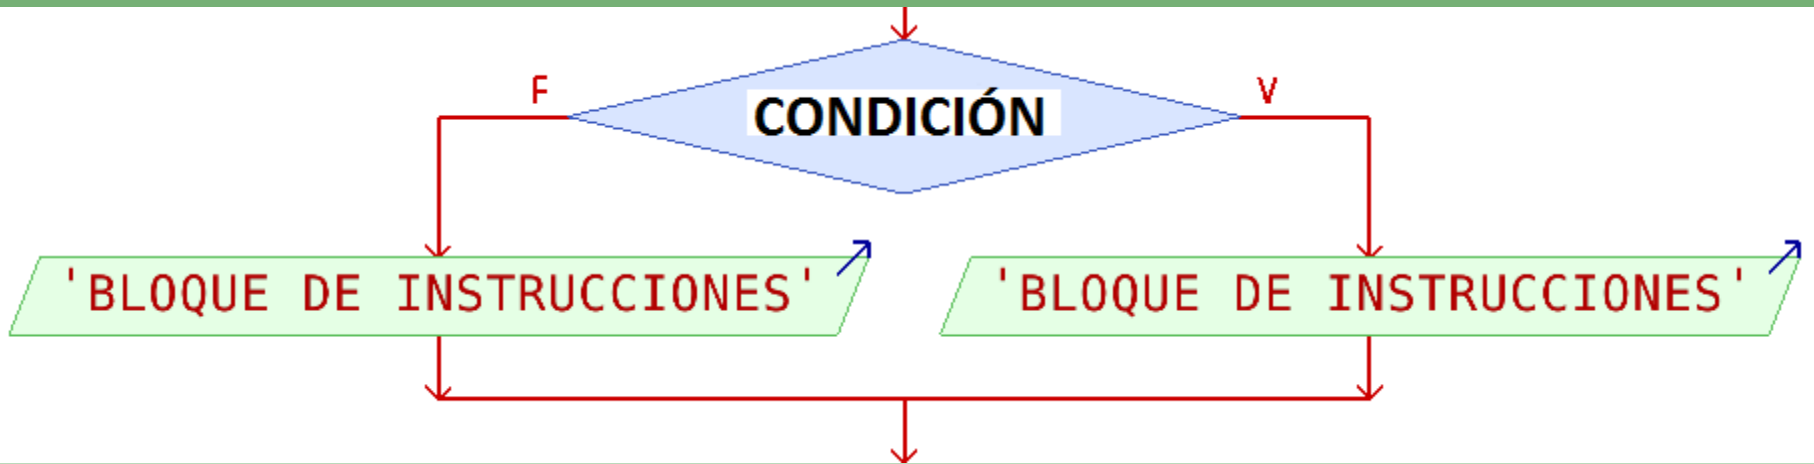 F
CONDICIÓN
V
'BLOQUE DE INSTRUCCIONES'
'BLOQUE DE INSTRUCCIONES'